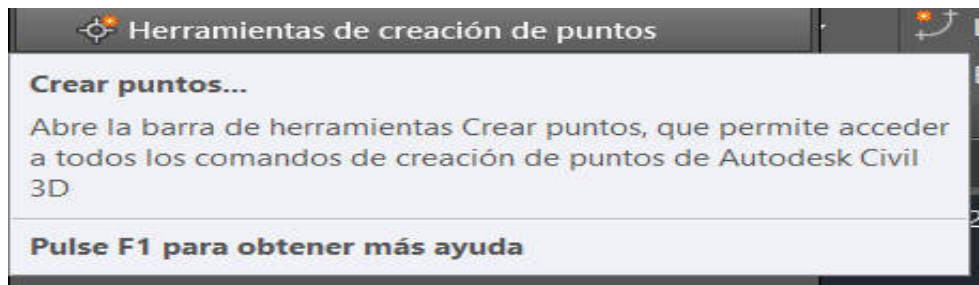 Herramientas de creación de puntos
Crear puntos...
Abre la barra de herramientas Crear puntos, que permite acceder
a todos los comandos de creación de puntos de Autodesk Civil
3D
Pulse F1 para obtener más ayuda